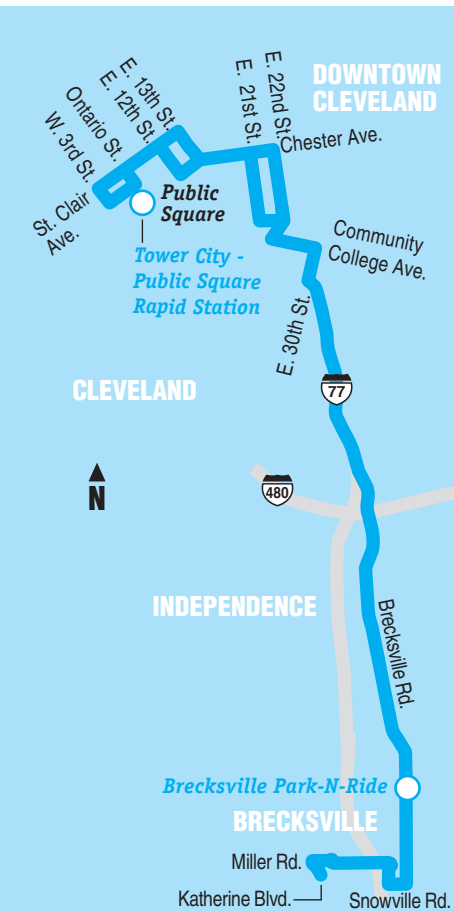 DOWNTOWN
CLEVELAND
E. 22nd St.
E. 21st St.
E. 13th St.
E. 12th St.
Ontario St.
W. 3rd St.
St. Clair
Ave.
Chester Ave.
Public
Square
Tower City -
Public Square
Rapid Station
Community
College Ave.
E. 30th St.
CLEVELAND
77
N
480
INDEPENDENCE
Brecksville Rd.
Brecksville Park-N-Ride
BRECKSVILLE
Miller Rd.
Katherine Blvd.
Snowville Rd.